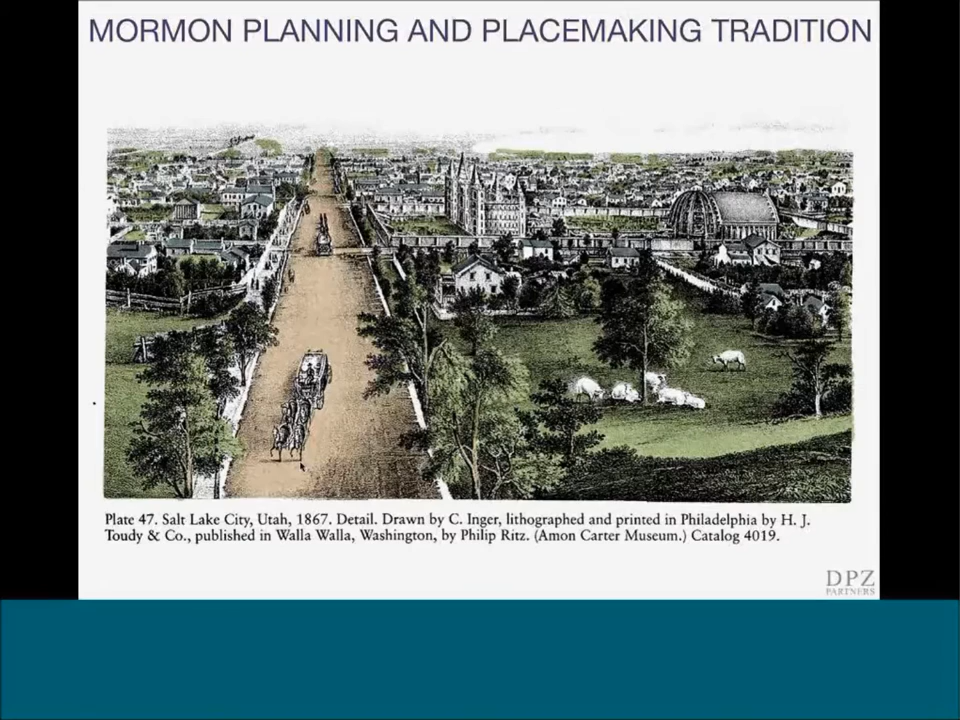 MORMON PLANNING AND PLACEMAKING TRADITION
Plate 47. Salt Lake City, Utah, 1867. Detail. Drawn by C. Inger, lithographed and printed in Philadelphia by H. J.
Toudy & Co., published in Walla Walla, Washington, by Philip Ritz. (Amon Carter Museum.) Catalog 4019.
DPZ
PARTNERS